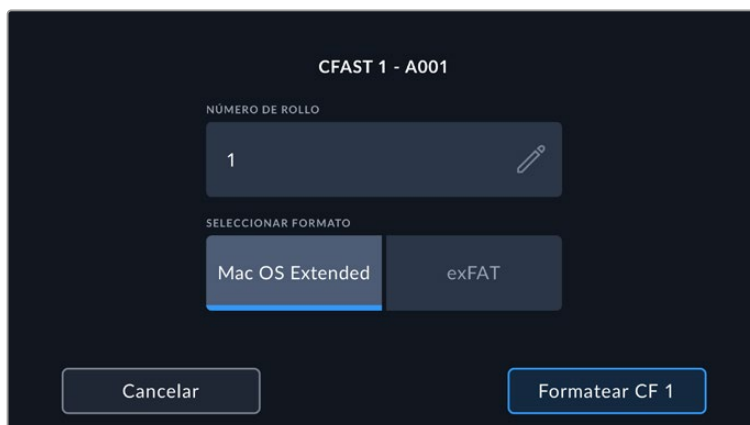 CFAST 1 - A001
NÚMERO DE ROLLO
1
SELECCIONAR FORMATO
Mac OS Extended
exFAT
Cancelar
Formatear CF 1